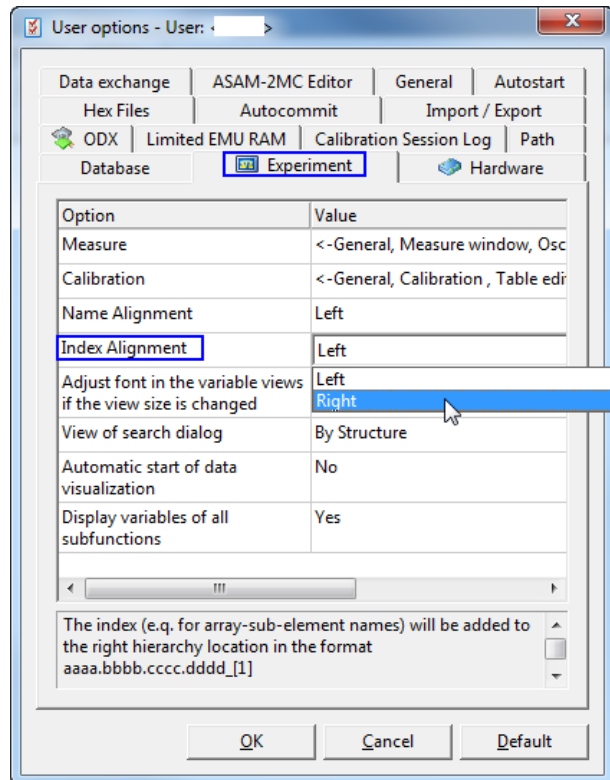 User options - User: < >
Data exchange ASAM-2MC Editor General Autostart
Hex Files Autocommit Import / Export
ODX Limited EMU RAM Calibration Session Log Path
Database Experiment Hardware
Option Value
Measure <-General, Measure window, Osc
Calibration <-General, Calibration , Table edi
Name Alignment Left
Index Alignment Left
Left
Right
Adjust font in the variable views
if the view size is changed
View of search dialog By Structure
Automatic start of data No
visualization
Display variables of all Yes
subfunctions
The index (e.q. for array-sub-element names) will be added to
the right hierarchy location in the format
aaaa.bbbb.cccc.dddd_[1]
OK Cancel Default